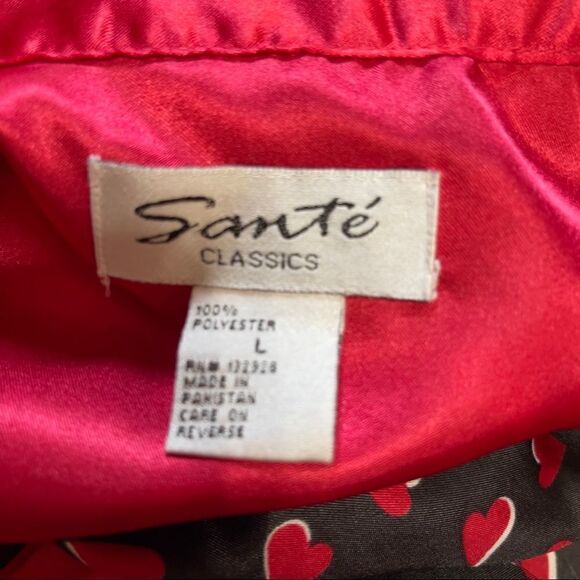 Santé
CLASSICS
100%
POLYESTER
L
RN# 132928
MADE IN
PAKISTAN
CARE ON
REVERSE